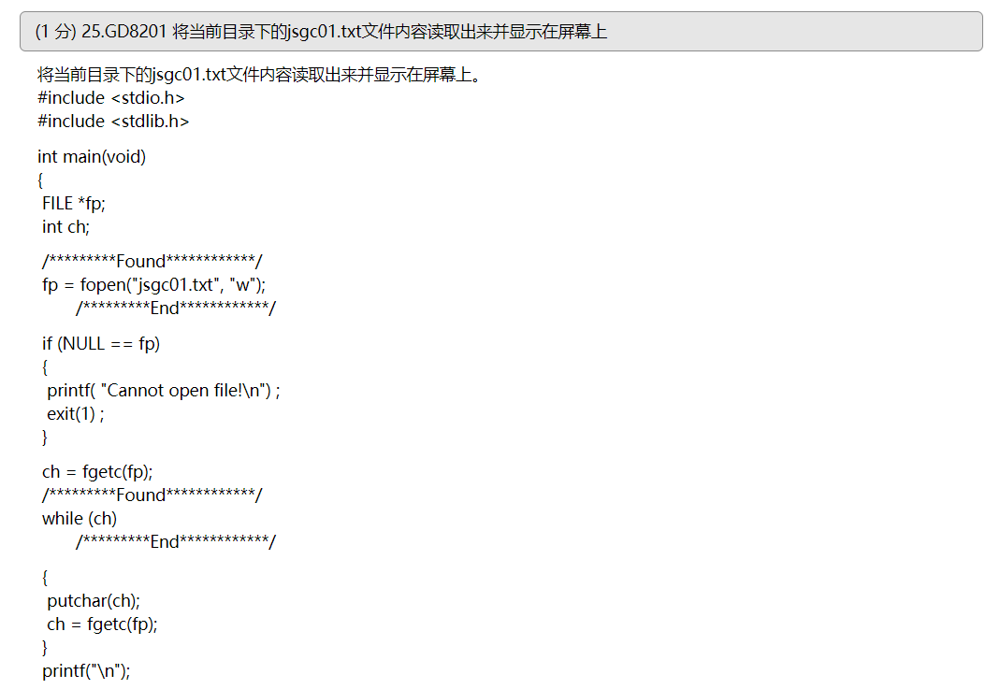 (1 分) 25.GD8201 将当前目录下的jsgc01.txt文件内容读取出来并显示在屏幕上
将当前目录下的jsgc01.txt文件内容读取出来并显示在屏幕上。
#include <stdio.h>
#include <stdlib.h>
int main(void)
{
FILE *fp;
int ch;
/*********Found************/
fp = fopen("jsgc01.txt", "w");
/*********End************/
if (NULL == fp)
{
printf( "Cannot open file!\n") ;
exit(1) ;
}
ch = fgetc(fp);
/*********Found************/
while (ch)
/*********End************/
{
putchar(ch);
ch = fgetc(fp);
}
printf("\n");